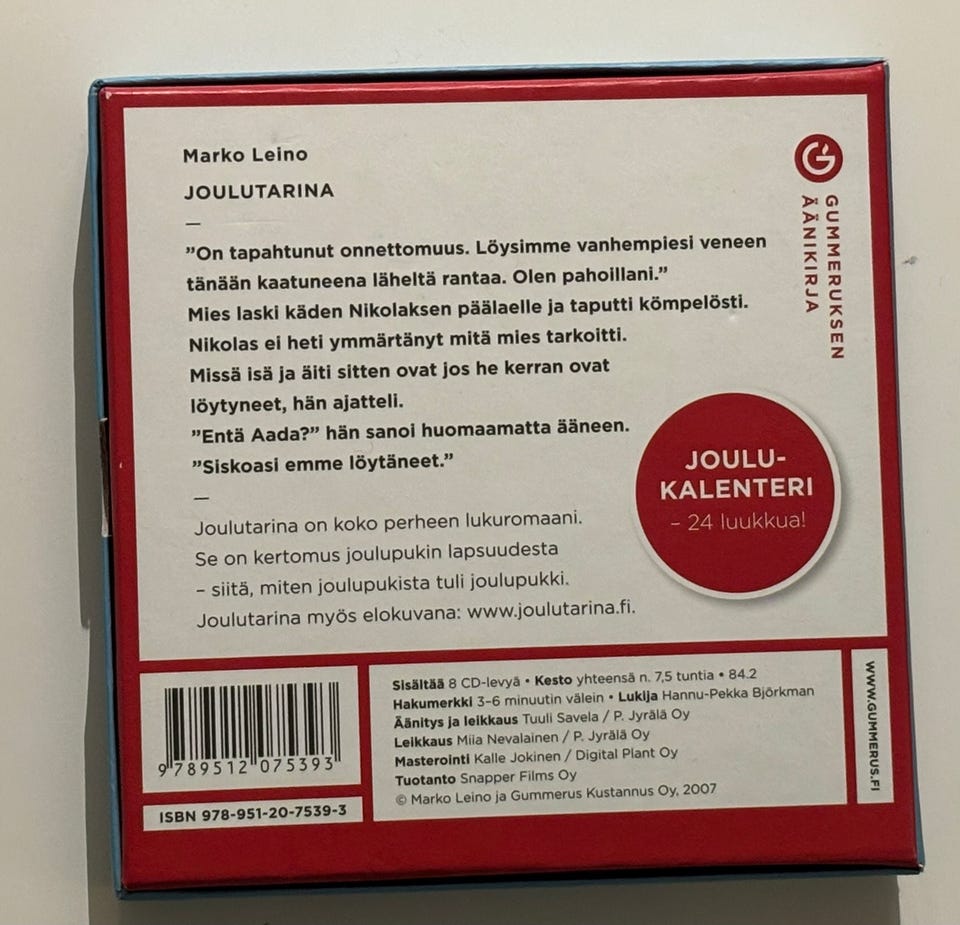 Marko Leino
JOULUTARINA
—
”On tapahtunut onnettomuus. Löysimme vanhempiesi veneen
tänään kaatuneena läheltä rantaa. Olen pahoillani.”
Mies laski käden Nikolaksen päälaelle ja taputti kömpelösti.
Nikolas ei heti ymmärtänyt mitä mies tarkoitti.
Missä isä ja äiti sitten ovat jos he kerran ovat
löytyneet, hän ajatteli.
”Entä Aada?” hän sanoi huomaamatta ääneen.
”Siskoasi emme löytäneet.”
—
Joulutarina on koko perheen lukuromaani.
Se on kertomus joulupukin lapsuudesta
– siitä, miten joulupukista tuli joulupukki.
Joulutarina myös elokuvana: www.joulutarina.fi.
GUMMERUKSEN
ÄÄNIKIRJA
JOULU-
KALENTERI
– 24 luukkua!
9 789512 075393
ISBN 978-951-20-7539-3
Sisältää 8 CD-levyä • Kesto yhteensä n. 7,5 tuntia • 84.2
Hakumerkki 3–6 minuutin välein • Lukija Hannu-Pekka Björkman
Äänitys ja leikkaus Tuuli Savela / P. Jyrälä Oy
Leikkaus Miia Nevalainen / P. Jyrälä Oy
Masterointi Kalle Jokinen / Digital Plant Oy
Tuotanto Snapper Films Oy
© Marko Leino ja Gummerus Kustannus Oy, 2007
WWW.GUMMERUS.FI